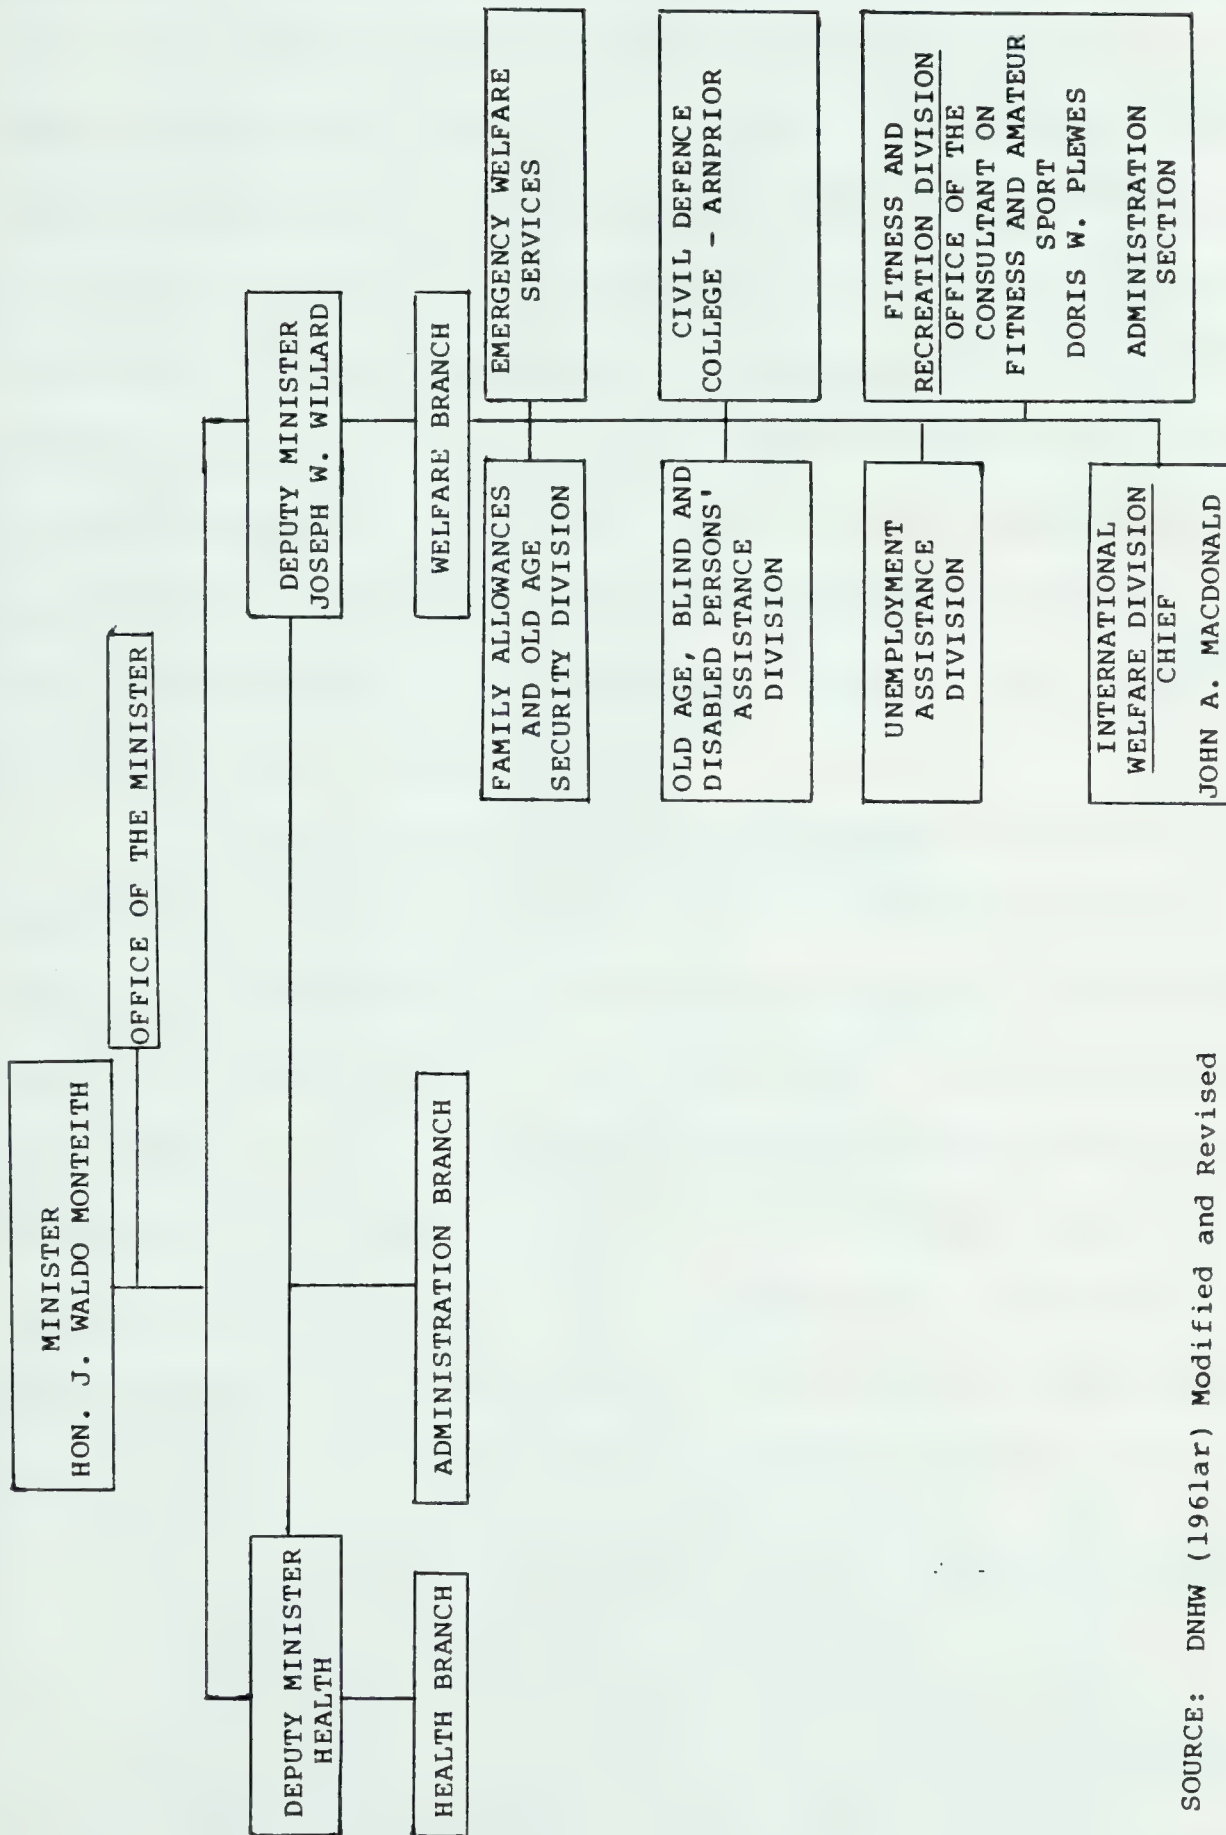 MINISTER
HON. J. WALDO MONTEITH
OFFICE OF THE MINISTER
DEPUTY MINISTER
HEALTH
DEPUTY MINISTER
JOSEPH W. WILLARD
HEALTH BRANCH
ADMINISTRATION BRANCH
WELFARE BRANCH
FAMILY ALLOWANCES
AND OLD AGE
SECURITY DIVISION
EMERGENCY WELFARE
SERVICES
OLD AGE, BLIND AND
DISABLED PERSONS'
ASSISTANCE
DIVISION
CIVIL DEFENCE
COLLEGE - ARNPRIOR
UNEMPLOYMENT
ASSISTANCE
DIVISION
FITNESS AND
RECREATION DIVISION
OFFICE OF THE
CONSULTANT ON
FITNESS AND AMATEUR
SPORT
DORIS W. PLEWES
ADMINISTRATION
SECTION
INTERNATIONAL
WELFARE DIVISION
CHIEF
JOHN A. MACDONALD
SOURCE: DNHW (1961ar) Modified and Revised